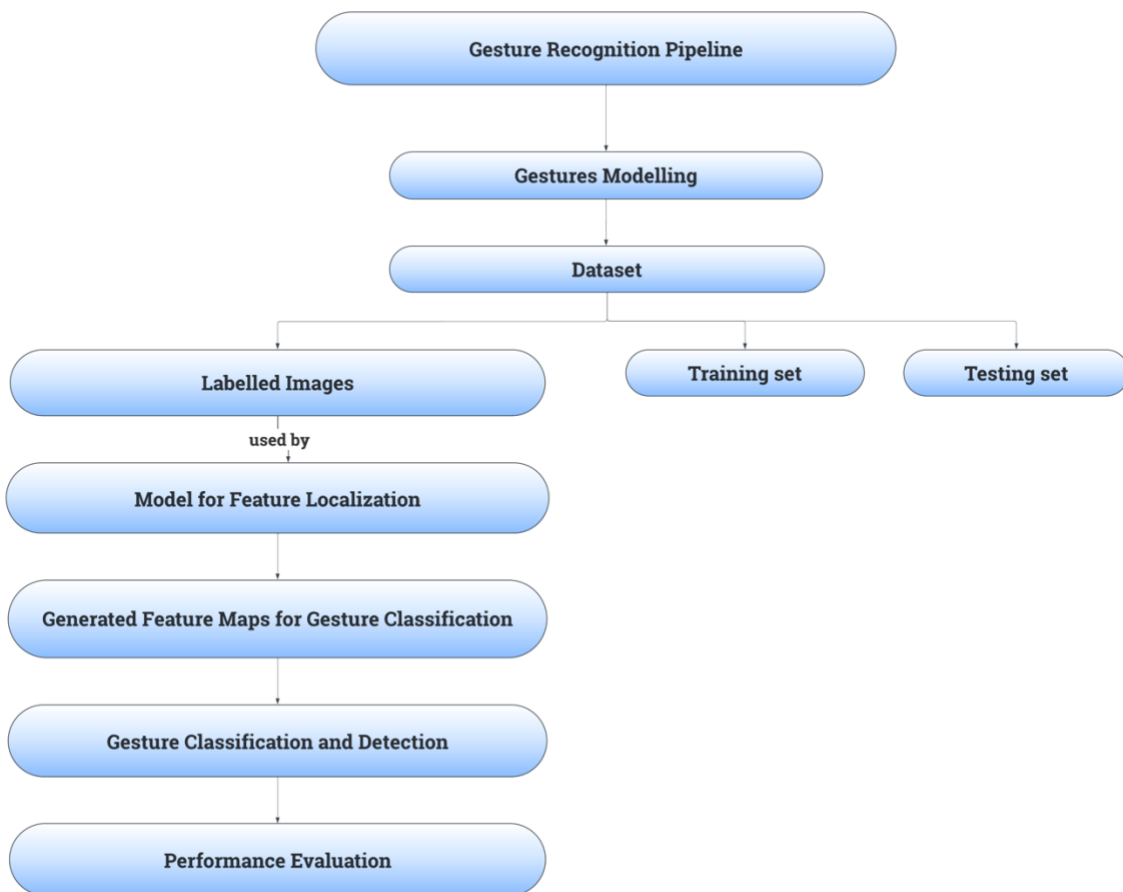 Gesture Recognition Pipeline
Gestures Modelling
Dataset
Labelled Images
Training set
Testing set
used by
Model for Feature Localization
Generated Feature Maps for Gesture Classification
Gesture Classification and Detection
Performance Evaluation